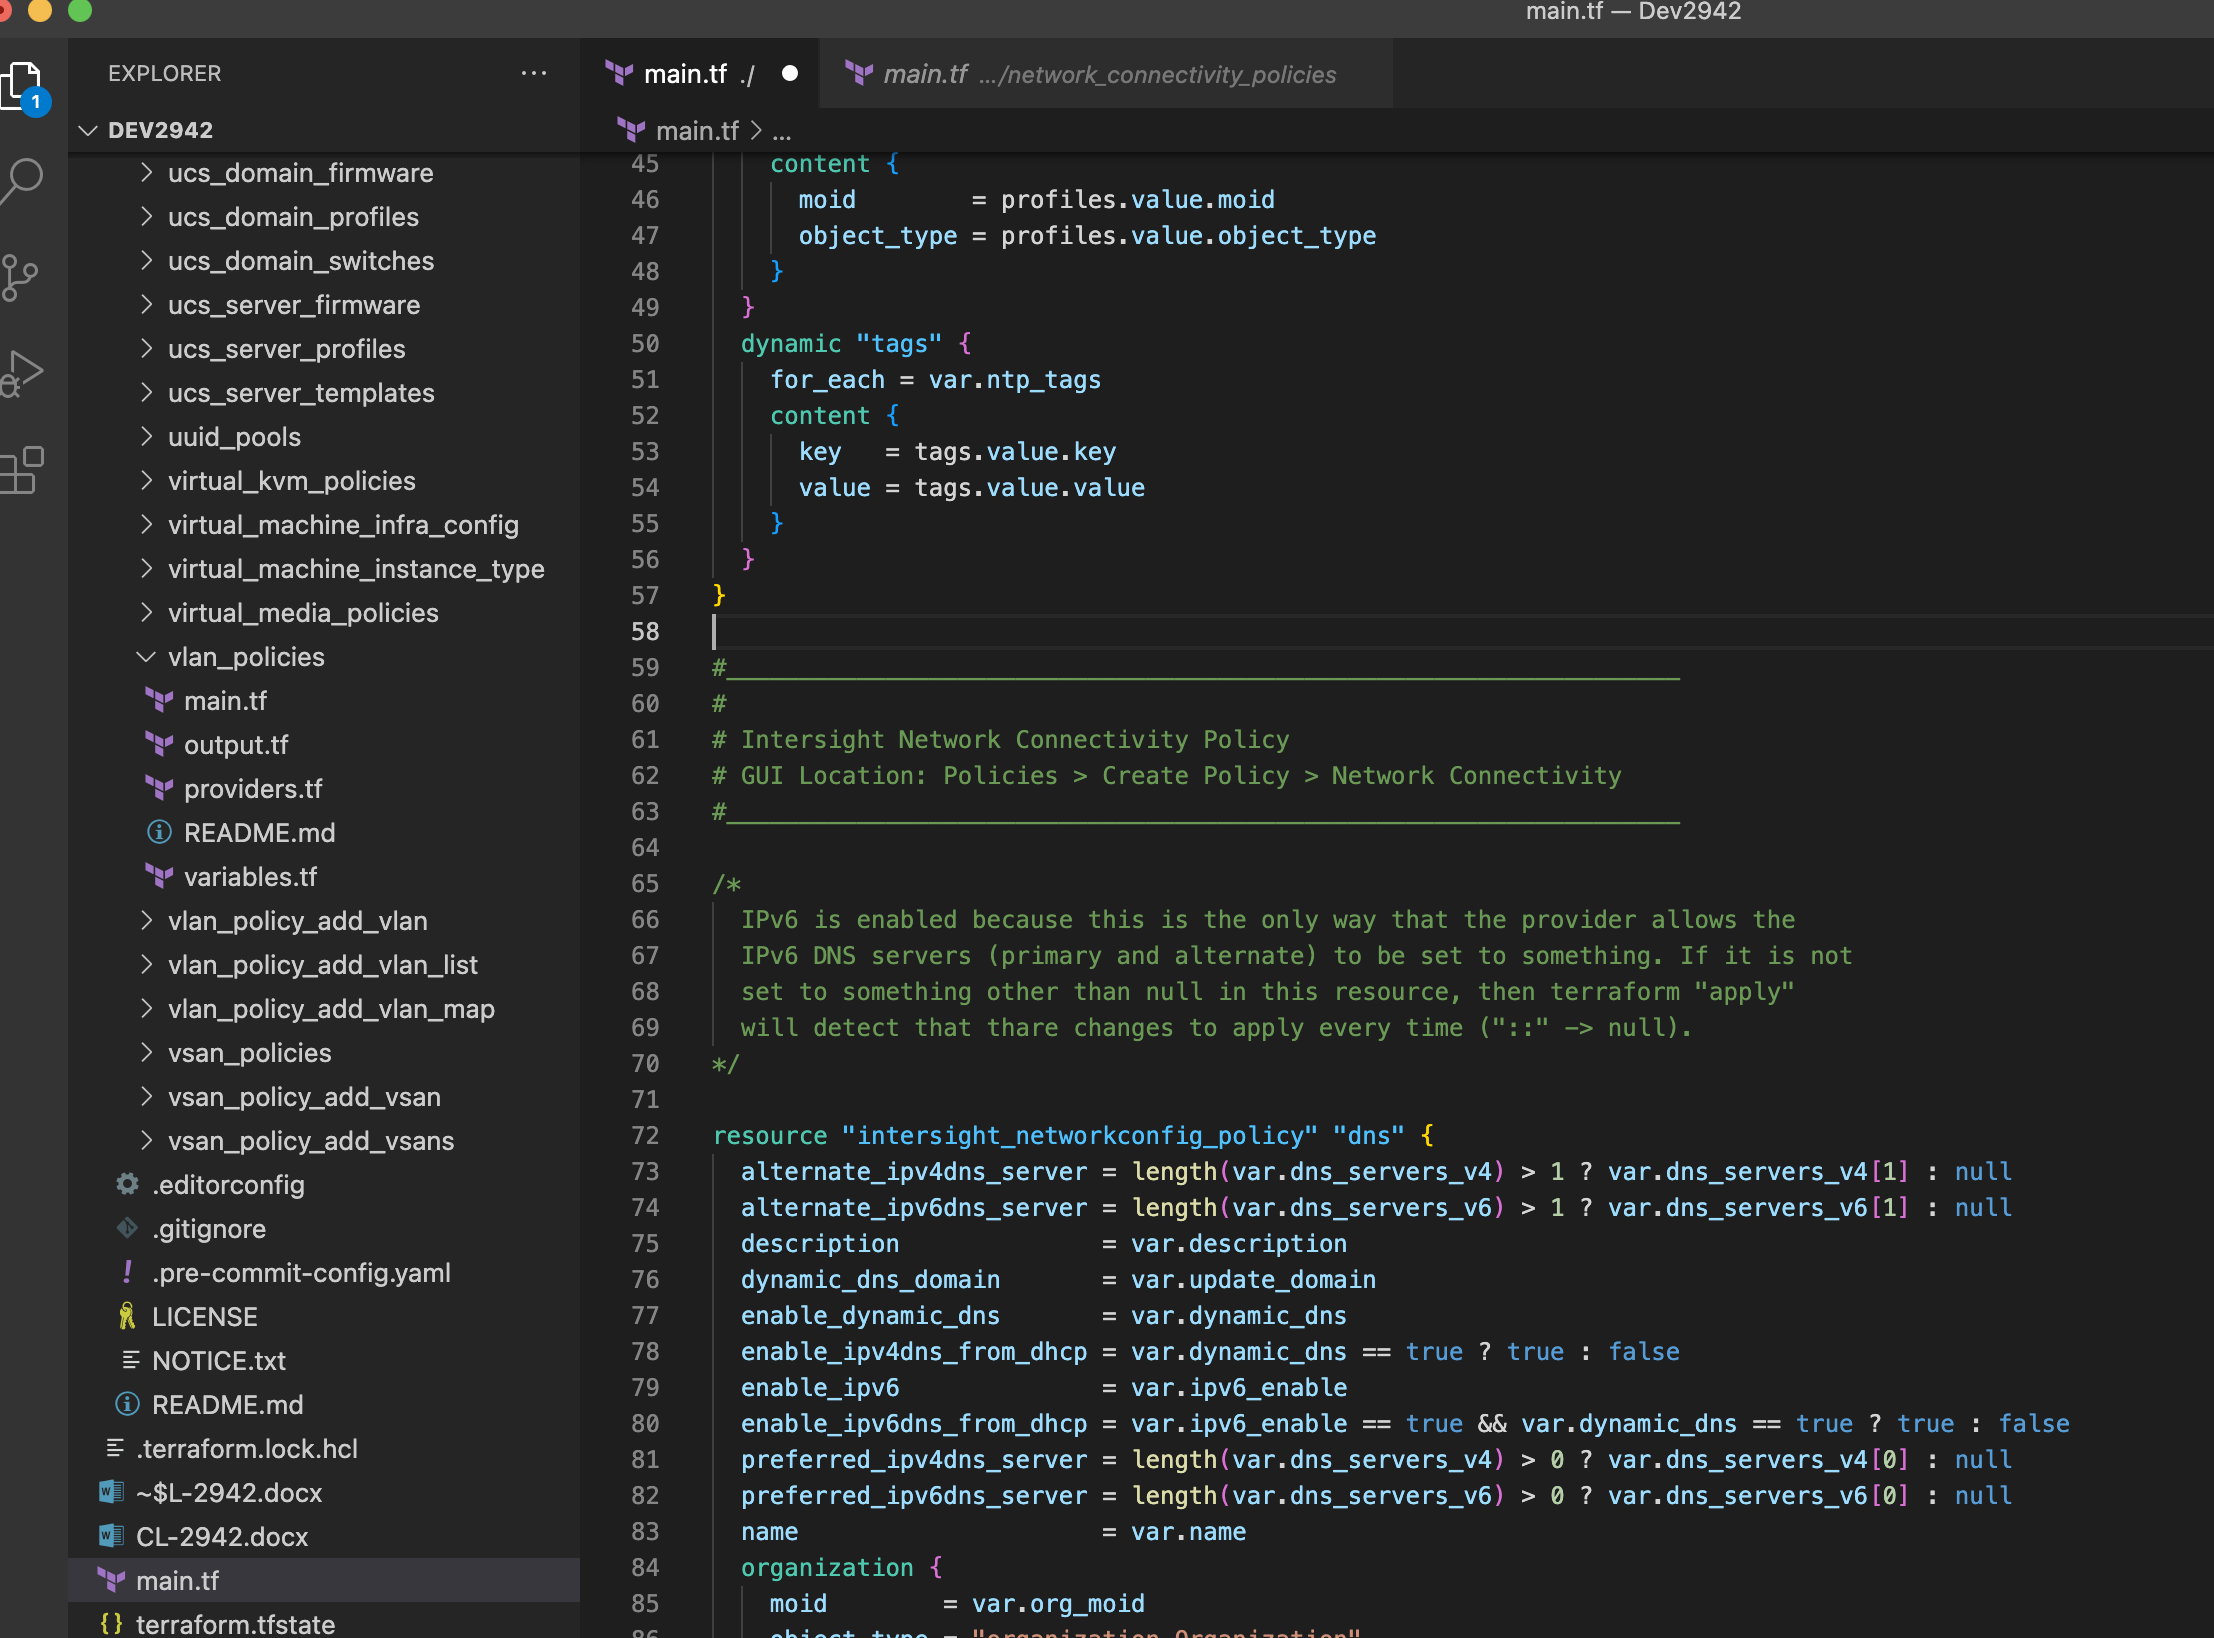 main.tf — Dev2942
EXPLORER
...
main.tf ./
main.tf .../network_connectivity_policies
1
DEV2942
main.tf > ...
ucs_domain_firmware
ucs_domain_profiles
ucs_domain_switches
ucs_server_firmware
ucs_server_profiles
ucs_server_templates
uuid_pools
virtual_kvm_policies
virtual_machine_infra_config
virtual_machine_instance_type
virtual_media_policies
vlan_policies
main.tf
output.tf
providers.tf
README.md
variables.tf
vlan_policy_add_vlan
vlan_policy_add_vlan_list
vlan_policy_add_vlan_map
vsan_policies
vsan_policy_add_vsan
vsan_policy_add_vsans
.editorconfig
.gitignore
.pre-commit-config.yaml
LICENSE
NOTICE.txt
README.md
.terraform.lock.hcl
~$L-2942.docx
CL-2942.docx
main.tf
terraform.tfstate
45 content {
46 moid = profiles.value.moid
47 object_type = profiles.value.object_type
48 }
49 }
50 dynamic "tags" {
51 for_each = var.ntp_tags
52 content {
53 key = tags.value.key
54 value = tags.value.value
55 }
56 }
57 }
58
59 #__________________________________________________________________
60 #
61 # Intersight Network Connectivity Policy
62 # GUI Location: Policies > Create Policy > Network Connectivity
63 #__________________________________________________________________
64
65 /*
66 IPv6 is enabled because this is the only way that the provider allows the
67 IPv6 DNS servers (primary and alternate) to be set to something. If it is not
68 set to something other than null in this resource, then terraform "apply"
69 will detect that thare changes to apply every time ("::" -> null).
70 */
71
72 resource "intersight_networkconfig_policy" "dns" {
73 alternate_ipv4dns_server = length(var.dns_servers_v4) > 1 ? var.dns_servers_v4[1] : null
74 alternate_ipv6dns_server = length(var.dns_servers_v6) > 1 ? var.dns_servers_v6[1] : null
75 description = var.description
76 dynamic_dns_domain = var.update_domain
77 enable_dynamic_dns = var.dynamic_dns
78 enable_ipv4dns_from_dhcp = var.dynamic_dns == true ? true : false
79 enable_ipv6 = var.ipv6_enable
80 enable_ipv6dns_from_dhcp = var.ipv6_enable == true && var.dynamic_dns == true ? true : false
81 preferred_ipv4dns_server = length(var.dns_servers_v4) > 0 ? var.dns_servers_v4[0] : null
82 preferred_ipv6dns_server = length(var.dns_servers_v6) > 0 ? var.dns_servers_v6[0] : null
83 name = var.name
84 organization {
85 moid = var.org_moid
86 object_type = "organization.Organization"